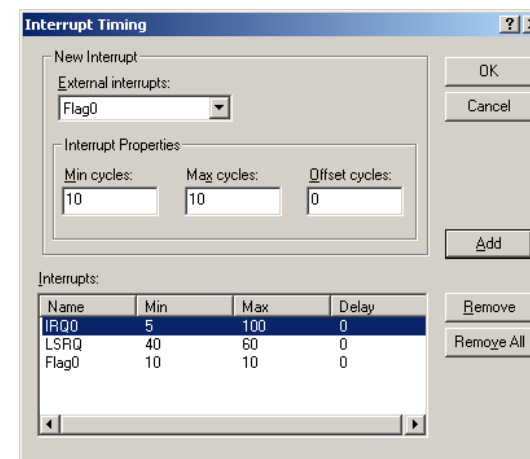 Interrupt Timing
New Interrupt
External interrupts:
Flag0
Interrupt Properties
Min cycles: Max cycles: Offset cycles:
10 10 0
OK
Cancel
Add
Interrupts:
Name Min Max Delay
IRQ0 5 100 0
LSRQ 40 60 0
Flag0 10 10 0
Remove
Remove All